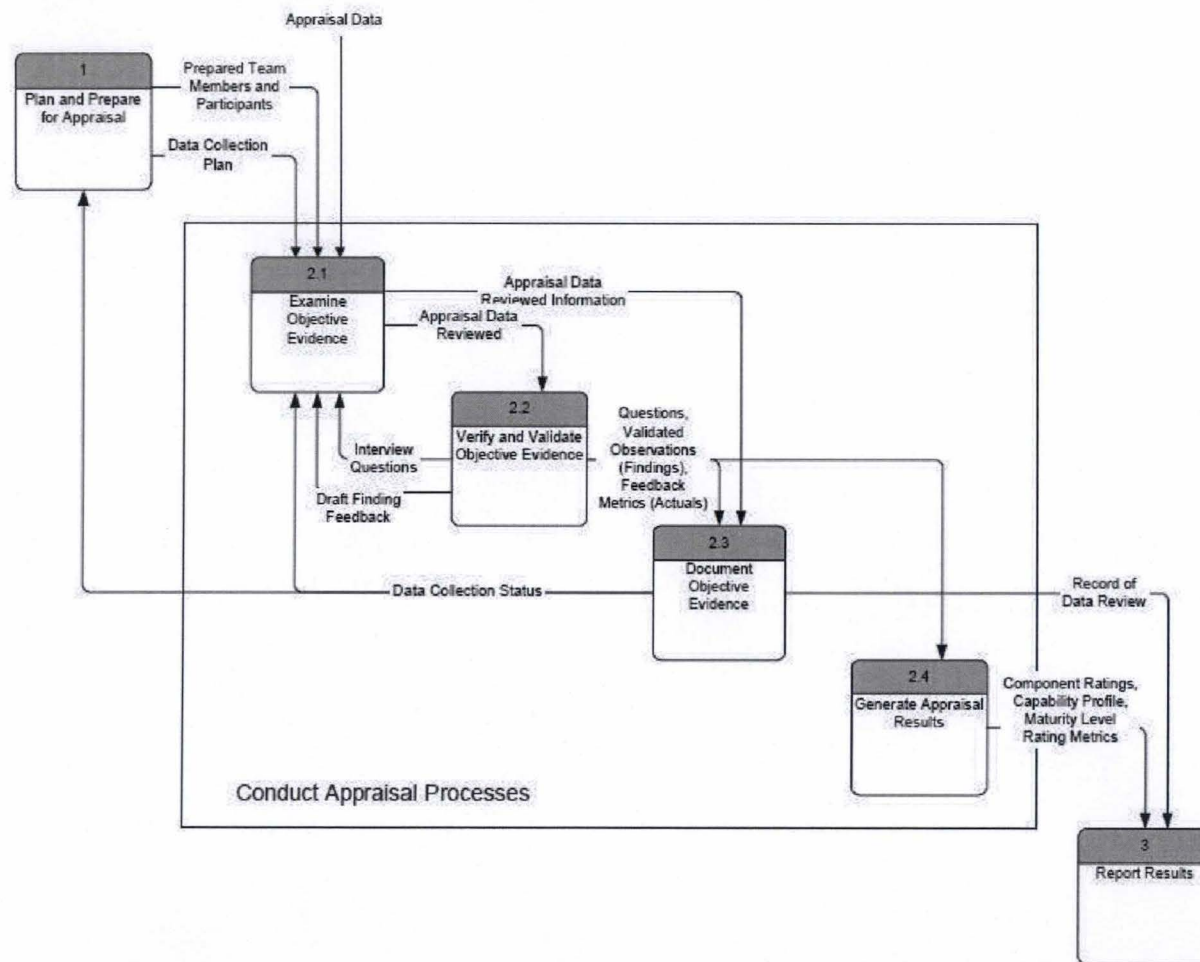 Appraisal Data
1
Plan and Prepare
for Appraisal
Prepared Team
Members and
Participants
Data Collection
Plan
2.1
Examine
Objective
Evidence
Appraisal Data
Reviewed Information
Appraisal Data
Reviewed
2.2
Verify and Validate
Objective Evidence
Interview
Questions
Draft Finding
Feedback
Questions,
Validated
Observations
(Findings),
Feedback
Metrics (Actuals)
2.3
Document
Objective
Evidence
Data Collection Status
Record of
Data Review
2.4
Generate Appraisal
Results
Component Ratings,
Capability Profile,
Maturity Level
Rating Metrics
Conduct Appraisal Processes
3
Report Results